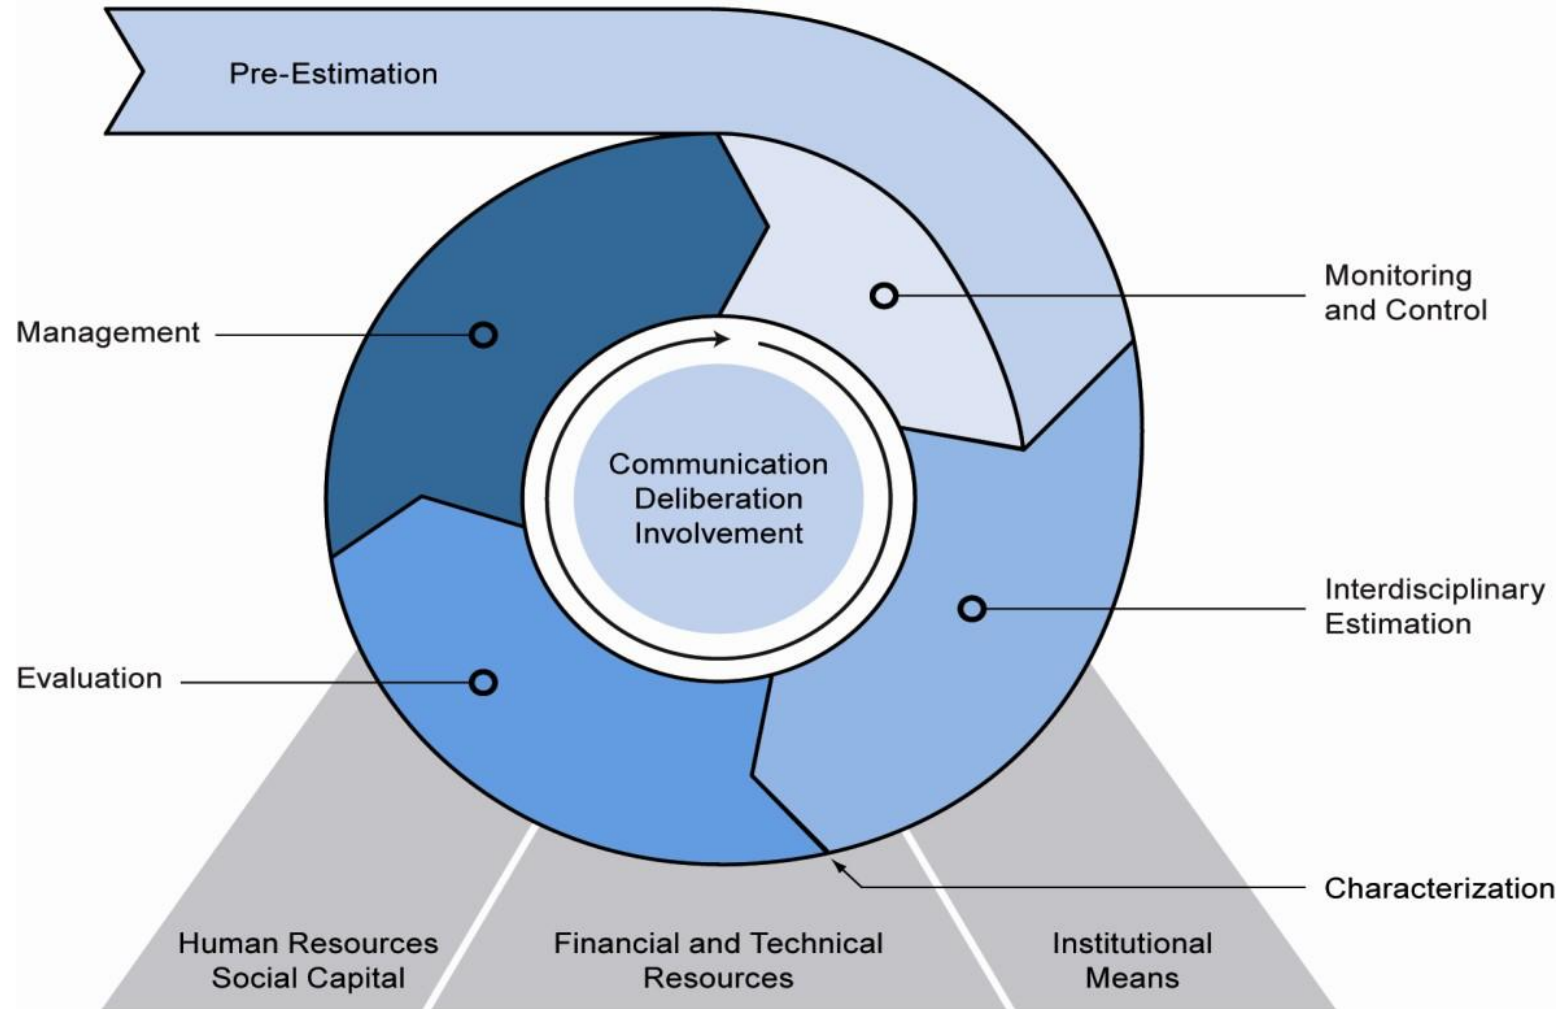 Pre-Estimation
Monitoring
and Control
Management
Communication
Deliberation
Involvement
Interdisciplinary
Estimation
Evaluation
Characterization
Human Resources
Social Capital
Financial and Technical
Resources
Institutional
Means